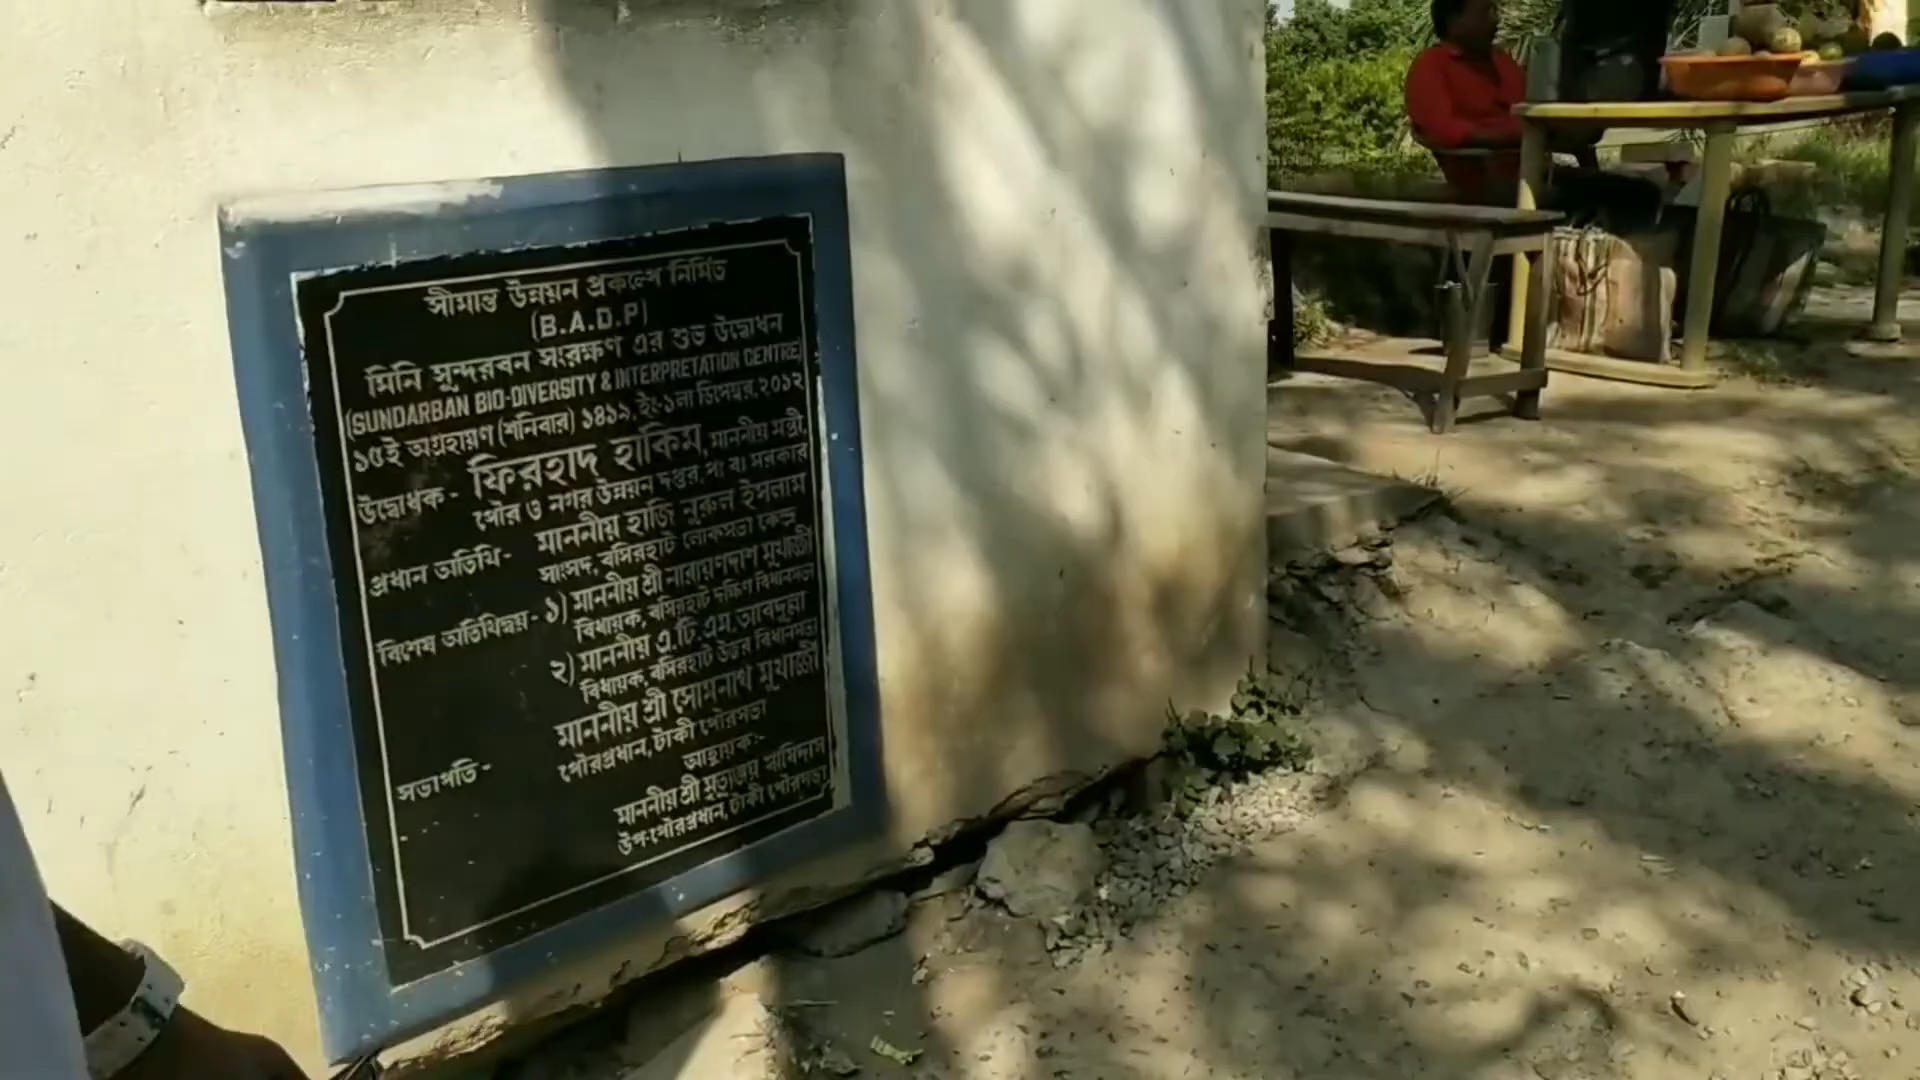 সীমান্ত উন্নয়ন প্রকল্পে নির্মিত
(B.A.D.P)
মিনি সুন্দরবন সংরক্ষণ এর শুভ উদ্বোধন
(SUNDARBAN BIO-DIVERSITY & INTERPRETATION CENTRE)
১৫ই অগ্রহায়ণ (শনিবার) ১৪১৯, ইং-১লা ডিসেম্বর, ২০১২
উদ্বোধক - ফিরহাদ হাকিম, মাননীয় মন্ত্রী,
পৌর ও নগর উন্নয়ন দপ্তর, পঃ বঃ সরকার
প্রধান অতিথি - মাননীয় হাজি নুরুল ইসলাম
সাংসদ, বসিরহাট লোকসভা কেন্দ্র
বিশেষ অতিথিদ্বয় - ১) মাননীয় শ্রী নারায়ণদাশ মুখার্জী
বিধায়ক, বসিরহাট দক্ষিণ বিধানসভা
২) মাননীয় এ.টি.এম. আবদুল্লা
বিধায়ক, বসিরহাট উত্তর বিধানসভা
সভাপতি - মাননীয় শ্রী সোমনাথ মুখার্জী
পৌরপ্রধান, টাকী পৌরসভা
আহ্বায়ক:-
মাননীয় শ্রী মৃত্যুঞ্জয়
উপ-পৌরপ্রধান, টাকী পৌরসভা